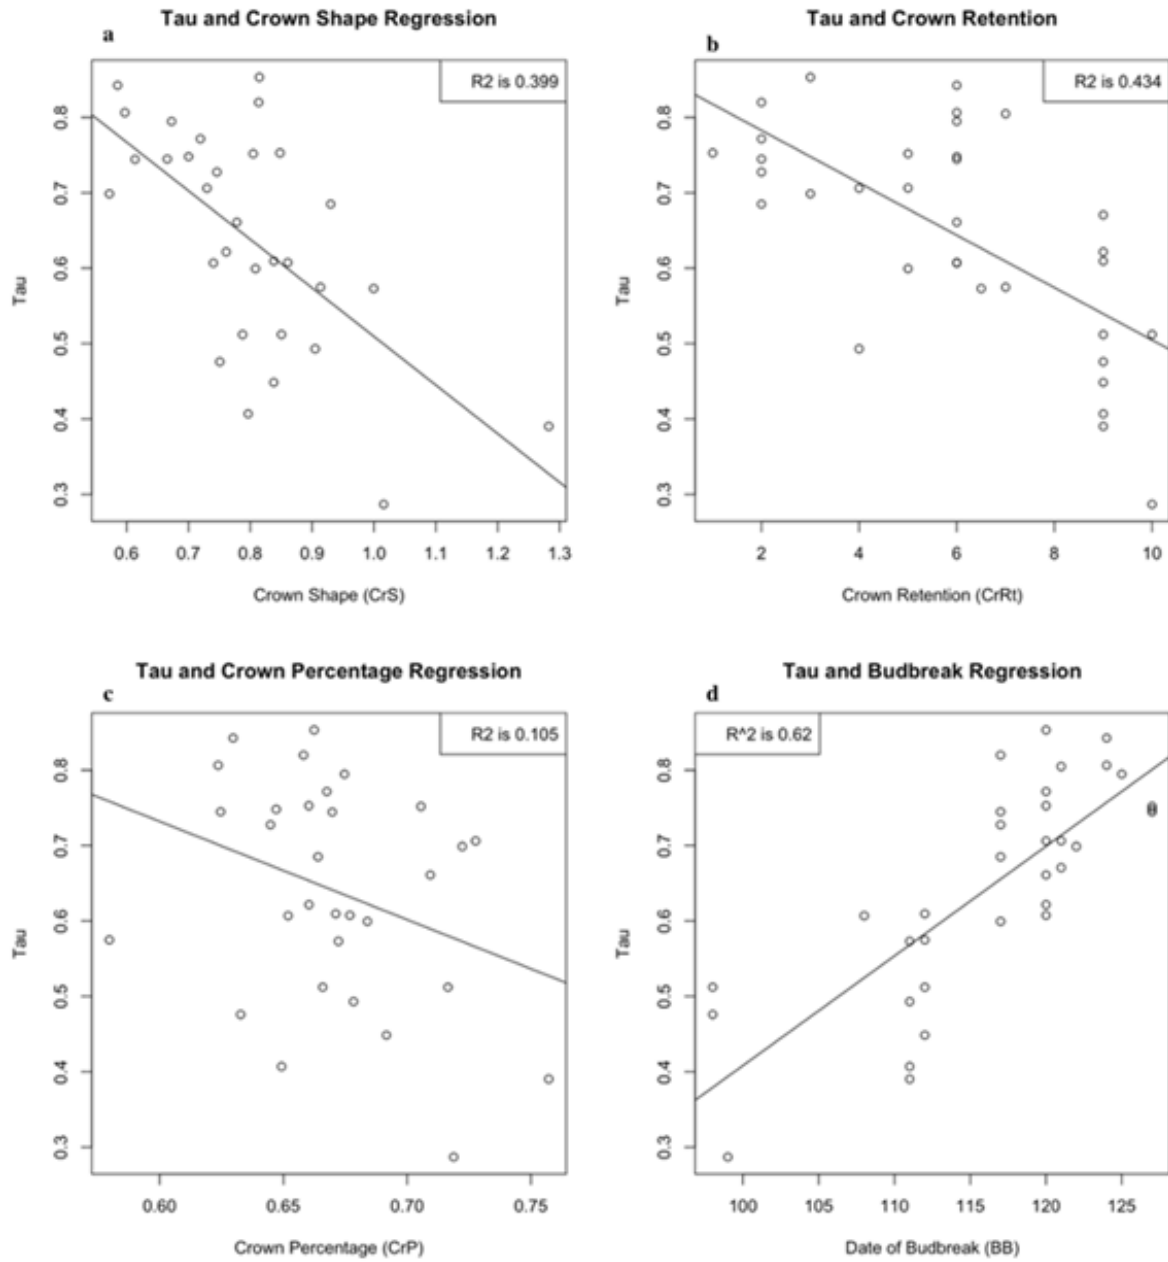 Tau and Crown Shape Regression
a
R2 is 0.399
0.8
0.7
0.6
0.5
0.4
0.3
Tau
0.6 0.7 0.8 0.9 1.0 1.1 1.2 1.3
Crown Shape (CrS)
Tau and Crown Retention
b
R2 is 0.434
0.8
0.7
0.6
0.5
0.4
0.3
Tau
2 4 6 8 10
Crown Retention (CrRt)
Tau and Crown Percentage Regression
c
R2 is 0.105
0.8
0.7
0.6
0.5
0.4
0.3
Tau
0.60 0.65 0.70 0.75
Crown Percentage (CrP)
Tau and Budbreak Regression
d
R^2 is 0.62
0.8
0.7
0.6
0.5
0.4
0.3
Tau
100 105 110 115 120 125
Date of Budbreak (BB)